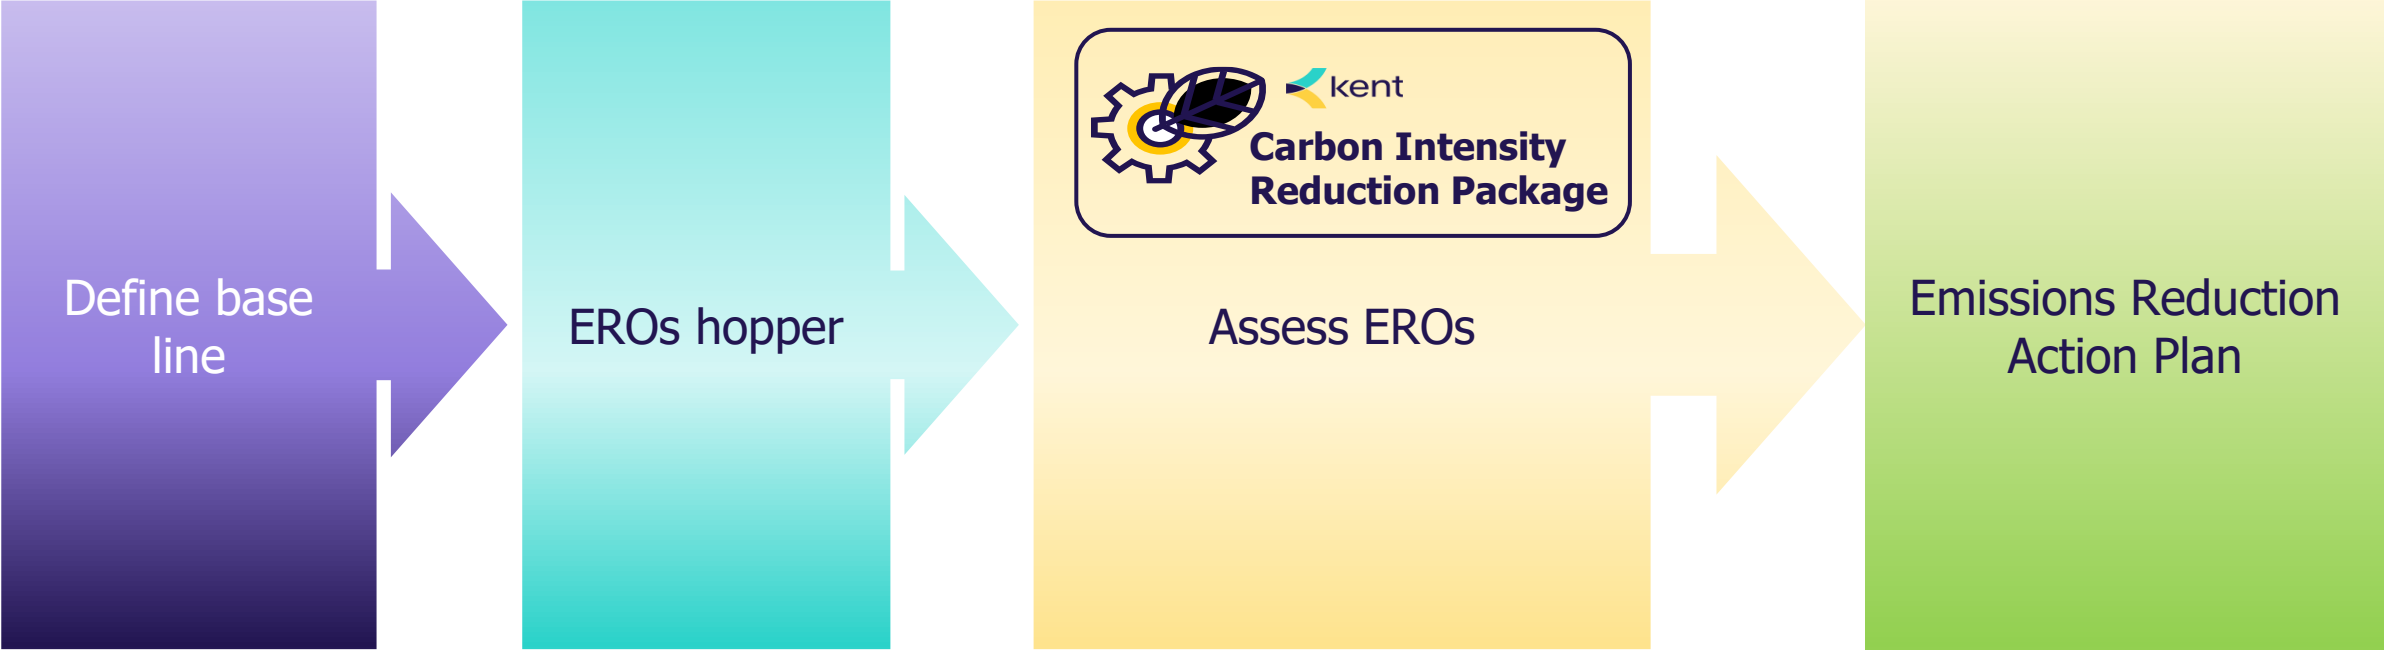 Define base
line
EROs hopper
kent
Carbon Intensity
Reduction Package
Assess EROs
Emissions Reduction
Action Plan